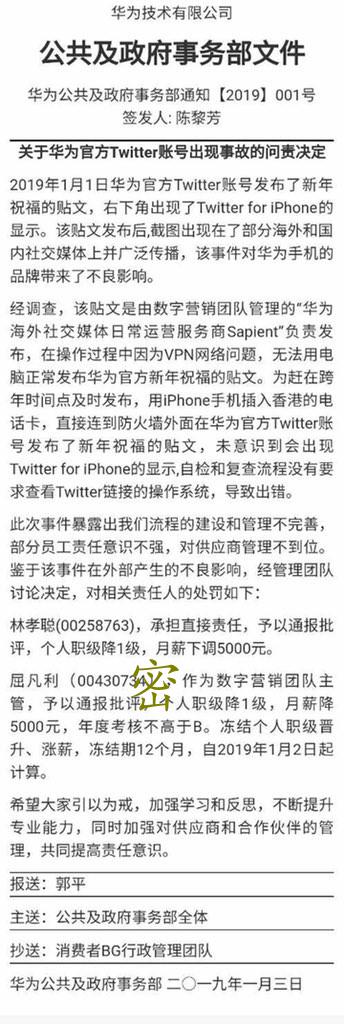 华为技术有限公司
公共及政府事务部文件
华为公共及政府事务部通知【2019】001号
签发人: 陈黎芳
关于华为官方Twitter账号出现事故的问责决定
2019年1月1日华为官方Twitter账号发布了新年
祝福的贴文，右下角出现了Twitter for iPhone的
显示。该贴文发布后,截图出现在了部分海外和国
内社交媒体上并广泛传播，该事件对华为手机的
品牌带来了不良影响。
经调查，该贴文是由数字营销团队管理的“华为
海外社交媒体日常运营服务商Sapient”负责发
布，在操作过程中因为VPN网络问题，无法用电
脑正常发布华为官方新年祝福的贴文。为赶在跨
年时间点及时发布，用iPhone手机插入香港的电
话卡，直接连到防火墙外面在华为官方Twitter账
号发布了新年祝福的贴文，未意识到会出现
Twitter for iPhone的显示,自检和复查流程没有要
求查看Twitter链接的操作系统，导致出错。
此次事件暴露出我们流程的建设和管理不完善，
部分员工责任意识不强，对供应商管理不到位。
鉴于该事件在外部产生的不良影响，经管理团队
讨论决定，对相关责任人的处罚如下：
林孝聪(00258763)，承担直接责任，予以通报批
评，个人职级降1级，月薪下调5000元。
屈凡利（00430734），作为数字营销团队主
管，予以通报批评，个人职级降1级，月薪降
密
5000元，年度考核不高于B。冻结个人职级晋
升、涨薪，冻结期12个月，自2019年1月2日起
计算。
希望大家引以为戒，加强学习和反思，不断提升
专业能力，同时加强对供应商和合作伙伴的管
理，共同提高责任意识。
报送：郭平
主送：公共及政府事务部全体
抄送：消费者BG行政管理团队
华为公共及政府事务部 二〇一九年一月三日